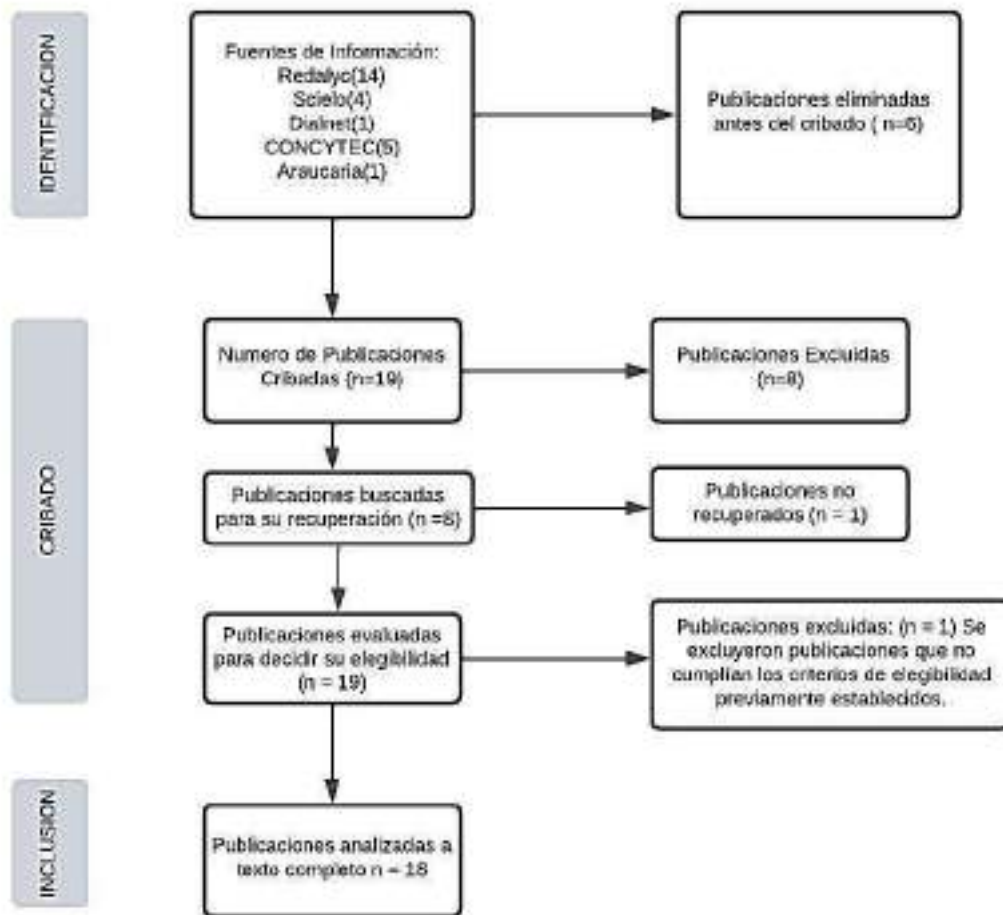 IDENTIFICACION
Fuentes de Información:
Redalyc(14)
Scielo(4)
Dialnet(1)
CONCYTEC(5)
Araucaria(1)
Publicaciones eliminadas
antes del cribado ( n=6)
CRIBADO
Numero de Publicaciones
Cribadas (n=19)
Publicaciones Excluidas
(n=8)
Publicaciones buscadas
para su recuperación (n =8)
Publicaciones no
recuperados (n = 1)
Publicaciones evaluadas
para decidir su elegibilidad
(n = 19)
Publicaciones excluidas: (n = 1) Se
excluyeron publicaciones que no
cumplían los criterios de elegibilidad
previamente establecidos.
INCLUSION
Publicaciones analizadas a
texto completo n = 18